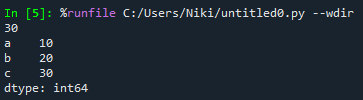 In [5]: %runfile C:/Users/Niki/untitled0.py --wdir
30
a    10
b    20
c    30
dtype: int64